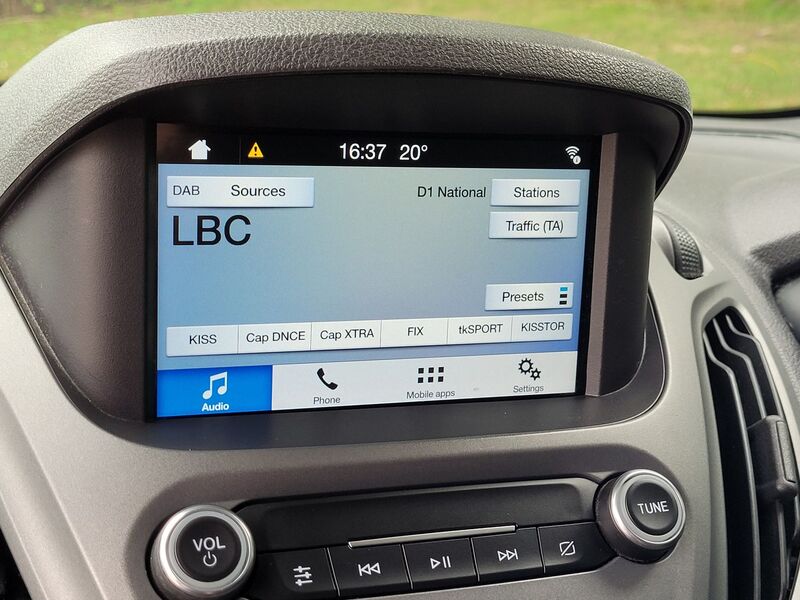 16:37 20°
DAB Sources D1 National Stations
LBC Traffic (TA)
Presets
KISS Cap DNCE Cap XTRA FIX tkSPORT KISSTOR
Audio Phone Mobile apps Settings
VOL TUNE